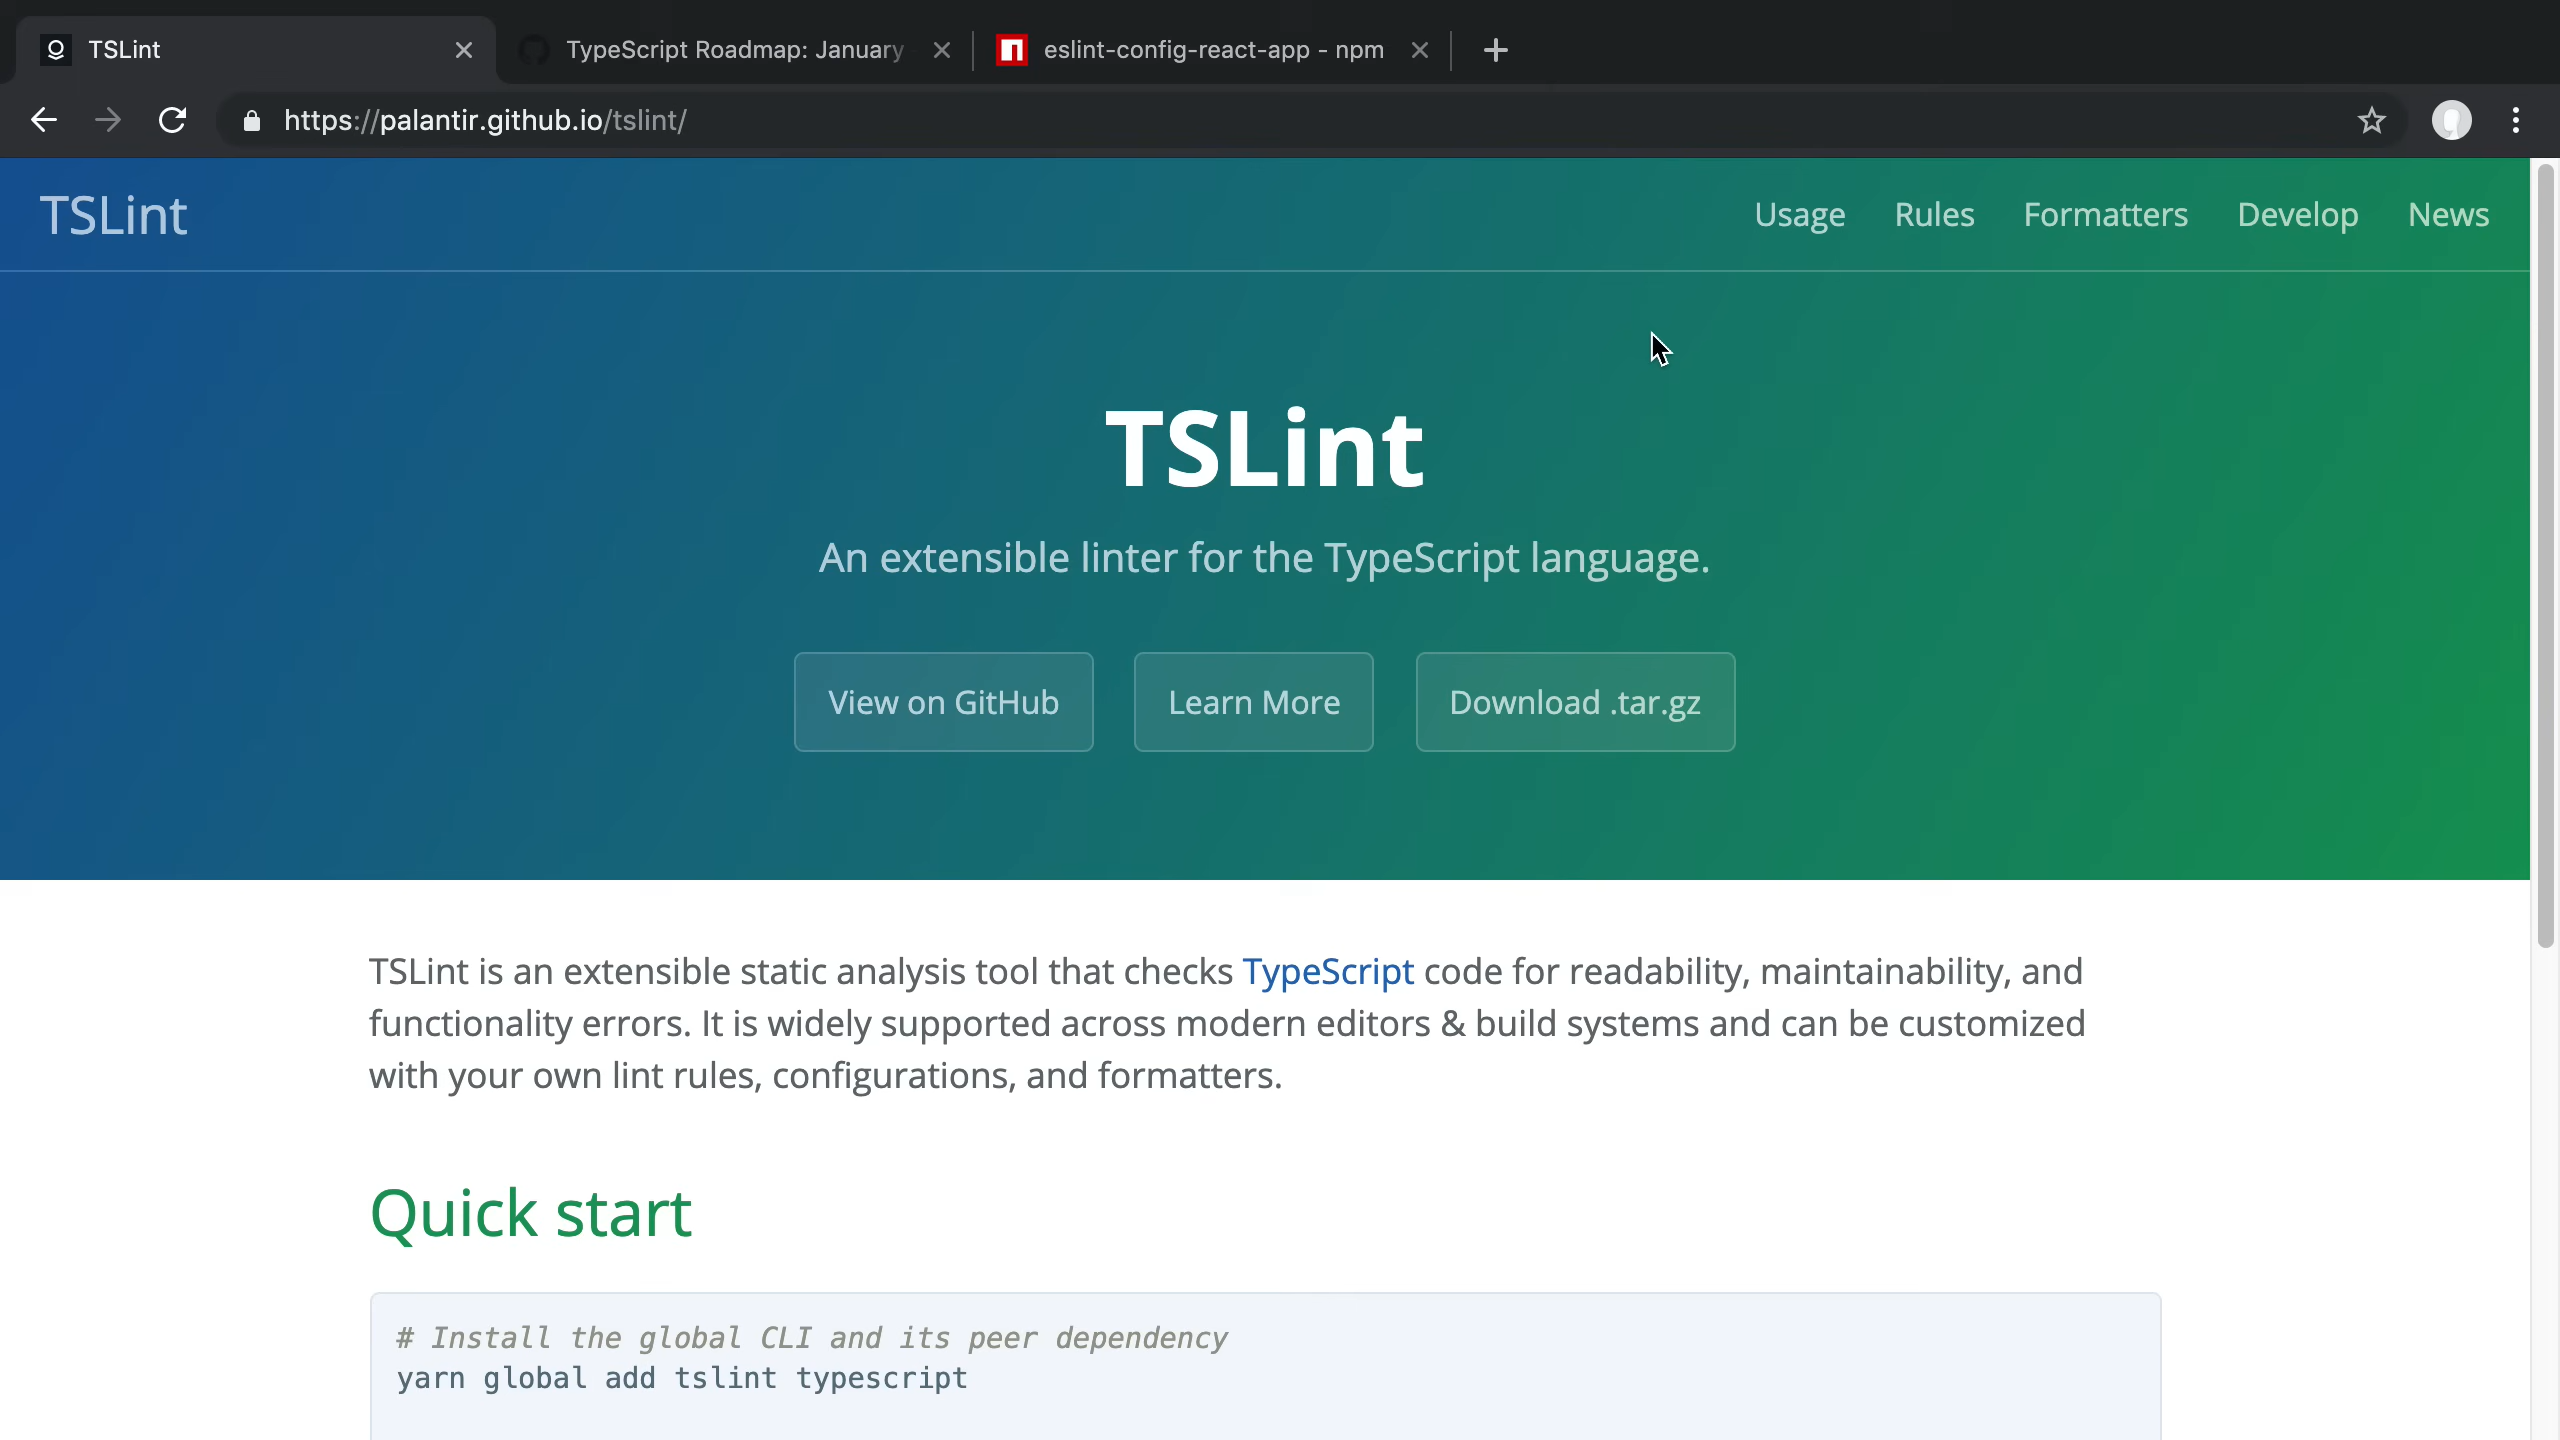 TSLint
TypeScript Roadmap: January
eslint-config-react-app - npm
https://palantir.github.io/tslint/
TSLint
Usage
Rules
Formatters
Develop
News
TSLint
An extensible linter for the TypeScript language.
View on GitHub
Learn More
Download .tar.gz
TSLint is an extensible static analysis tool that checks TypeScript code for readability, maintainability, and
functionality errors. It is widely supported across modern editors & build systems and can be customized
with your own lint rules, configurations, and formatters.
Quick start
# Install the global CLI and its peer dependency
yarn global add tslint typescript